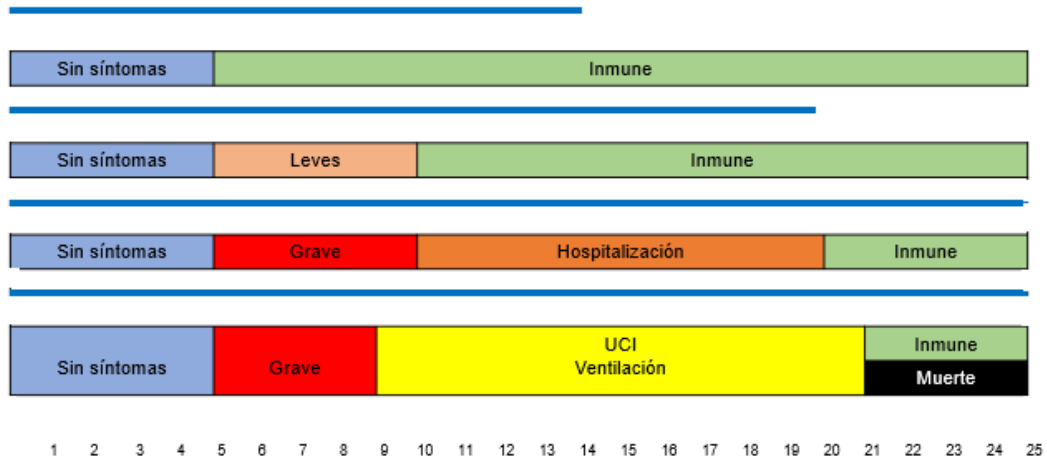 Sin síntomas Inmune
Sin síntomas Leves Inmune
Sin síntomas Grave Hospitalización Inmune
UCI Inmune
Sin síntomas Grave Ventilación
Muerte
1 2 3 4 5 6 7 8 9 10 11 12 13 14 15 16 17 18 19 20 21 22 23 24 25